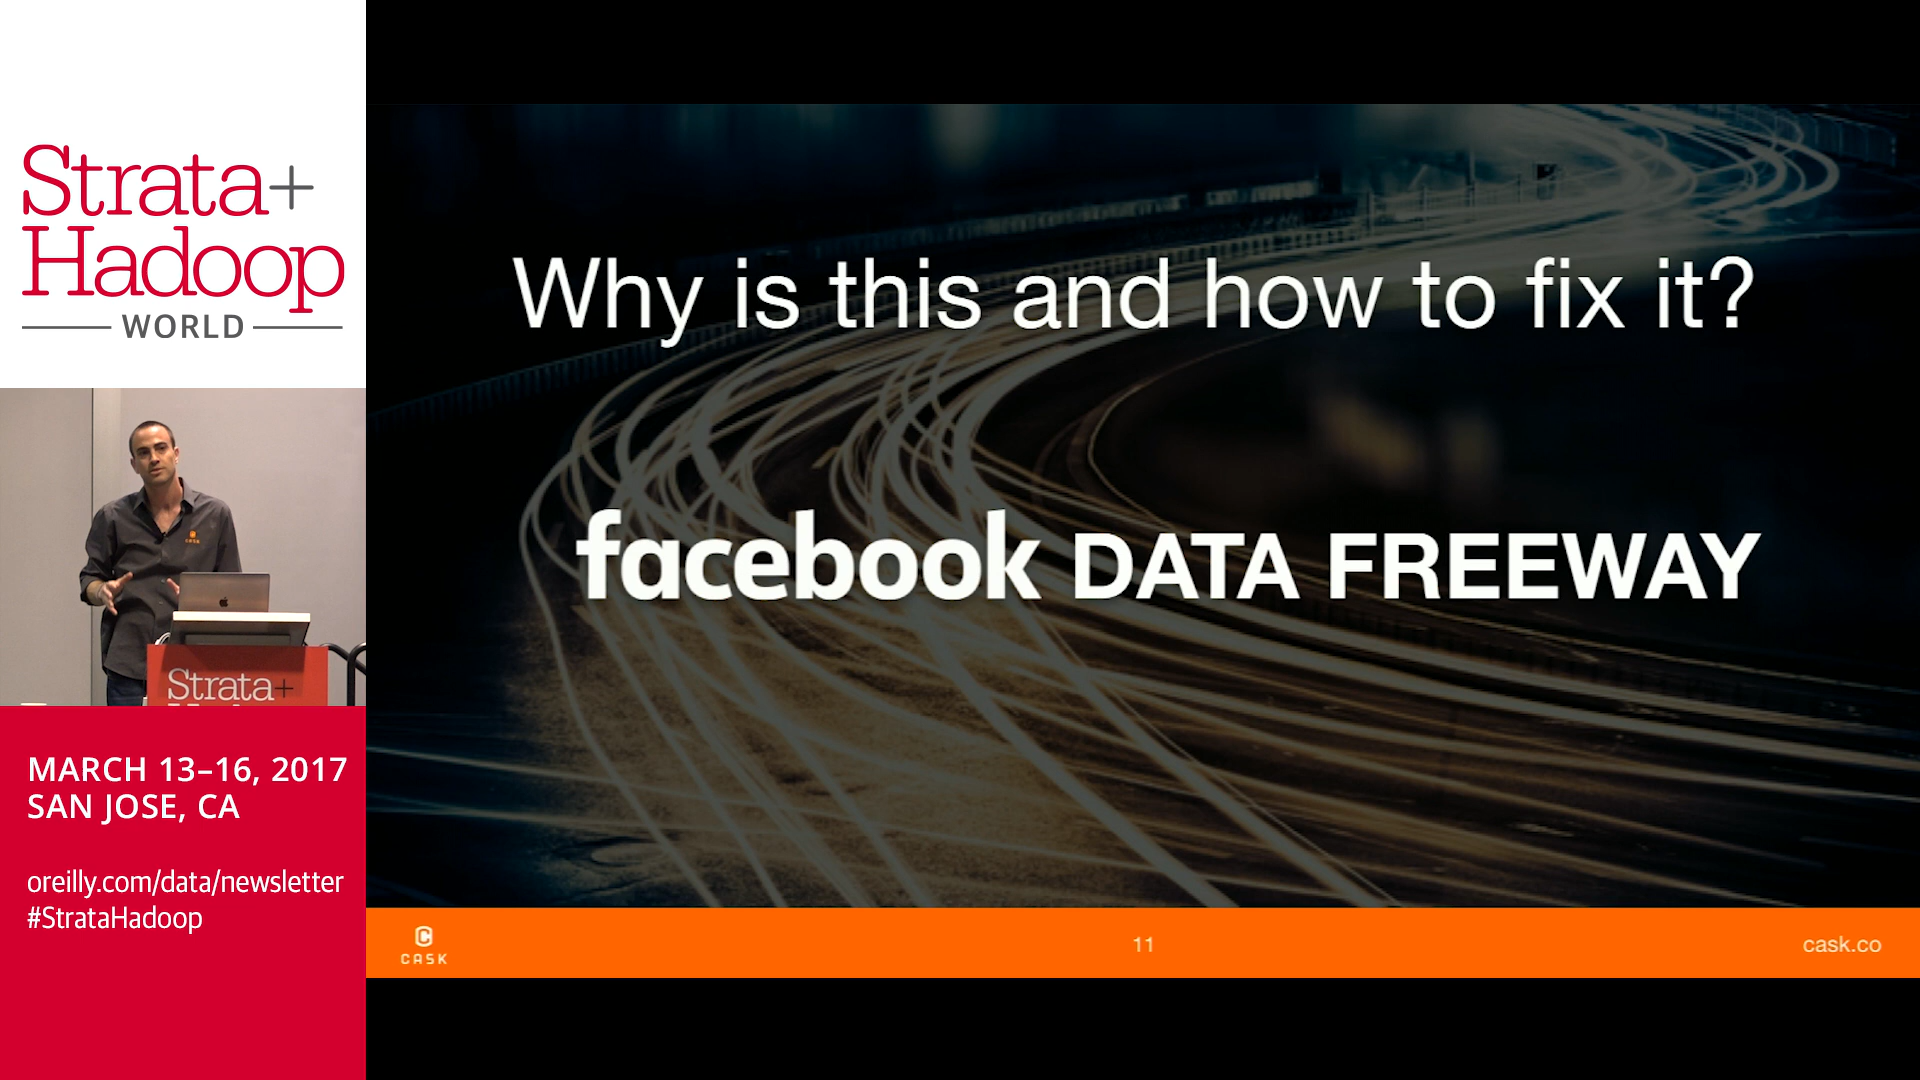 Strata+
Hadoop
WORLD
Strata+
MARCH 13–16, 2017
SAN JOSE, CA
oreilly.com/data/newsletter
#StrataHadoop
Why is this and how to fix it?
facebook DATA FREEWAY
CASK
11
cask.co